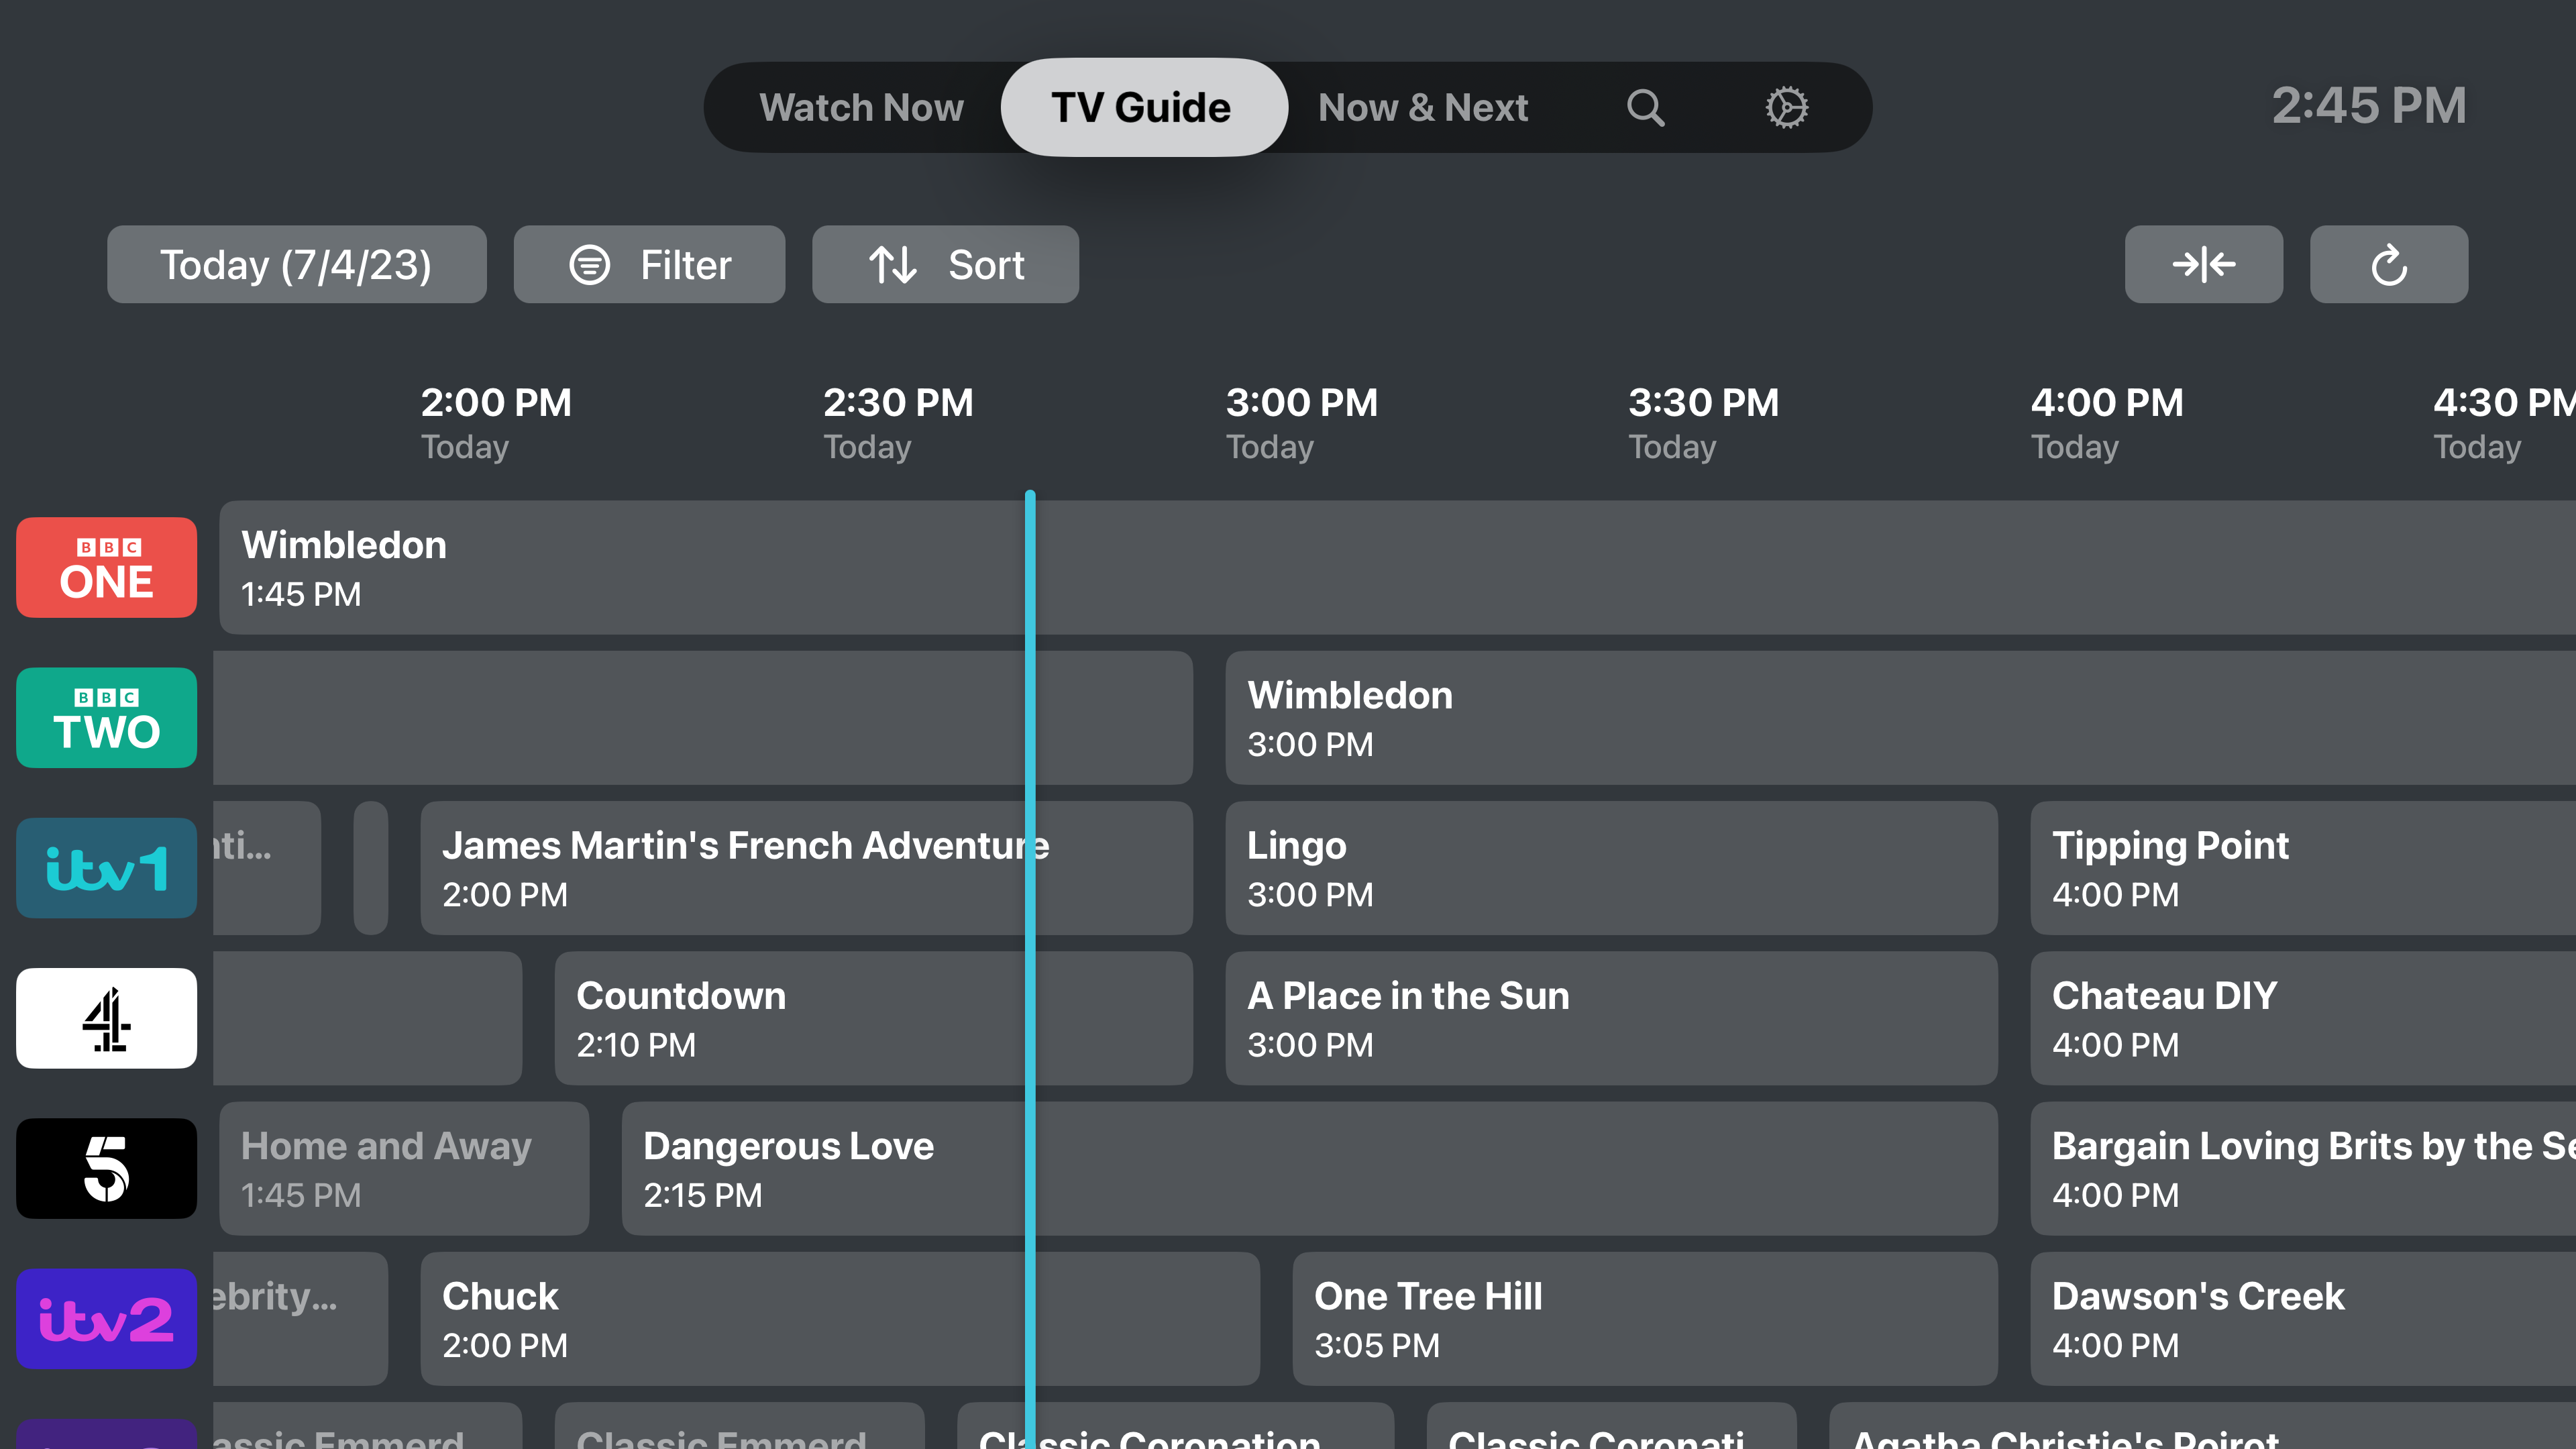 Watch Now TV Guide Now & Next
2:45 PM
Today (7/4/23) Filter Sort
2:00 PM 2:30 PM 3:00 PM 3:30 PM 4:00 PM 4:30 PM
Today Today Today Today Today Today
BBC
ONE
Wimbledon
1:45 PM
BBC
TWO
Wimbledon
3:00 PM
itv1
nti... James Martin's French Adventure Lingo Tipping Point
2:00 PM 3:00 PM 4:00 PM
4
Countdown A Place in the Sun Chateau DIY
2:10 PM 3:00 PM 4:00 PM
5
Home and Away Dangerous Love Bargain Loving Brits by the Se
1:45 PM 2:15 PM 4:00 PM
itv2
ebrity... Chuck One Tree Hill Dawson's Creek
2:00 PM 3:05 PM 4:00 PM
assic Emmerd Classic Emmerd Classic Coronation Classic Coronati Agatha Christie's Poirot